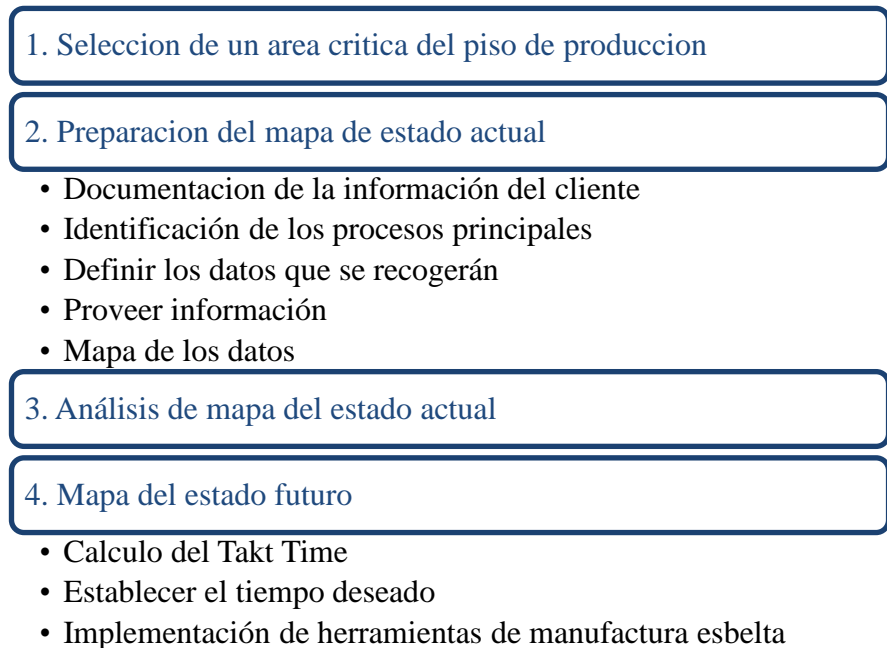 1. Seleccion de un area critica del piso de produccion
2. Preparacion del mapa de estado actual
• Documentacion de la información del cliente
• Identificación de los procesos principales
• Definir los datos que se recogerán
• Proveer información
• Mapa de los datos
3. Análisis de mapa del estado actual
4. Mapa del estado futuro
• Calculo del Takt Time
• Establecer el tiempo deseado
• Implementación de herramientas de manufactura esbelta